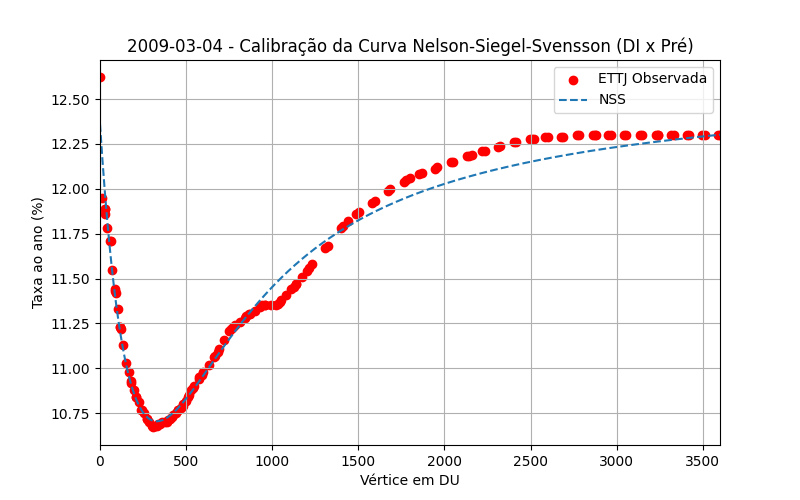 2009-03-04 - Calibração da Curva Nelson-Siegel-Svensson (DI x Pré)
ETTJ Observada
NSS
Taxa ao ano (%)
12.50
12.25
12.00
11.75
11.50
11.25
11.00
10.75
0 500 1000 1500 2000 2500 3000 3500
Vértice em DU